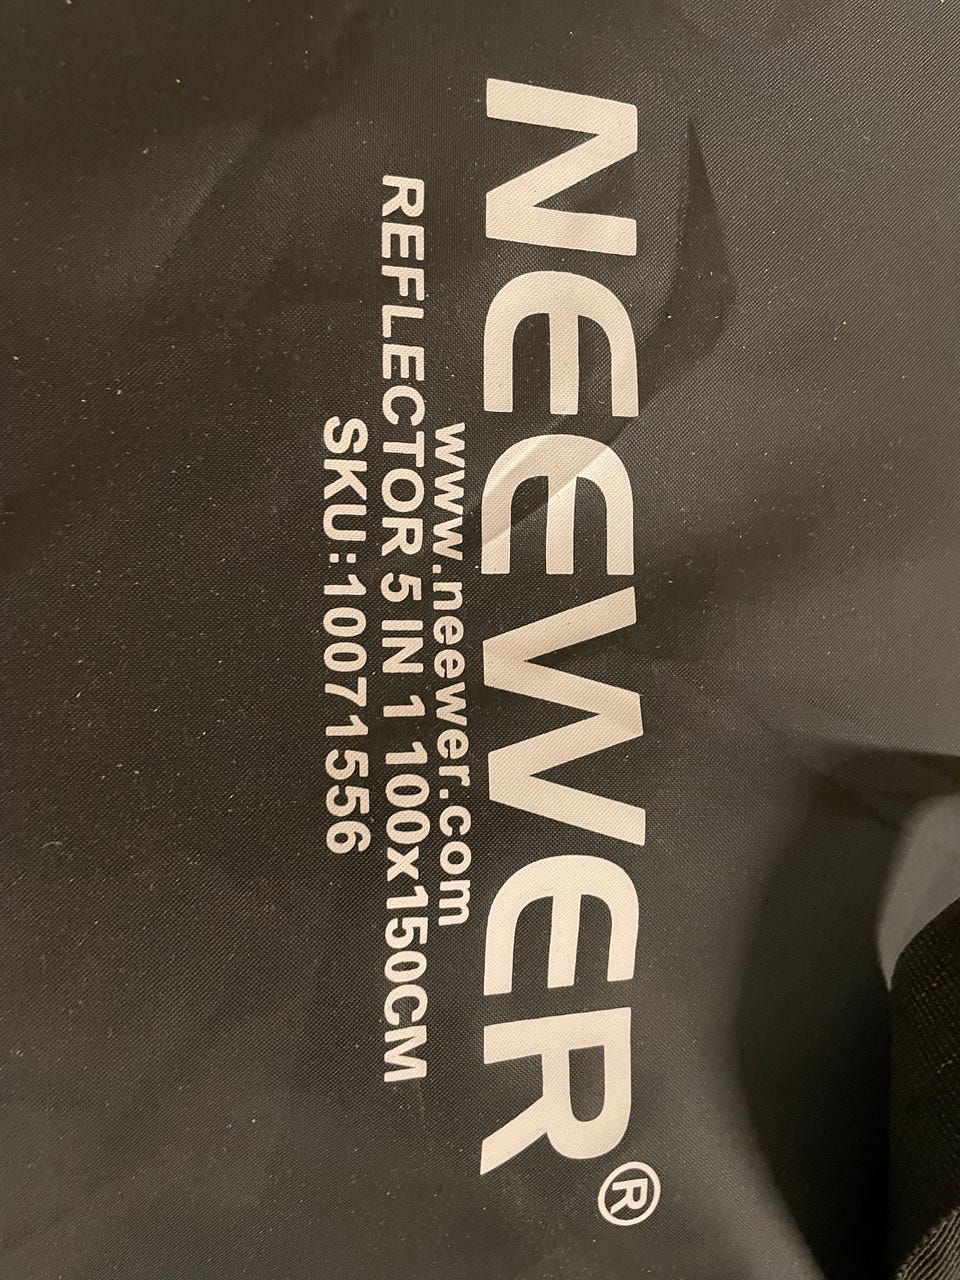 NEEWER®
www.neewer.com
REFLECTOR 5 IN 1 100x150CM
SKU:10071556